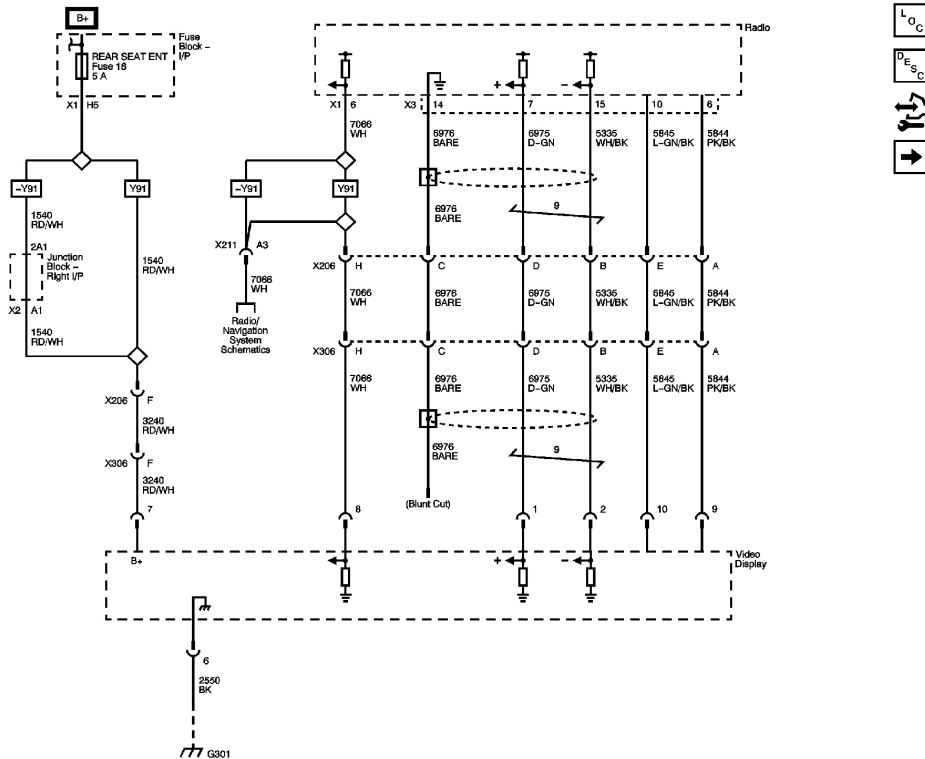 B+
Fuse
Block –
I/P
REAR SEAT ENT
Fuse 16
5 A
X1 H5
–Y91
Y91
1540
RD/WH
2A1
Junction
Block –
Right I/P
X2 A1
1540
RD/WH
1540
RD/WH
X206 F
3240
RD/WH
X306 F
3240
RD/WH
7
Radio
X1 6
X3 14
+ 7
– 15
10
6
7066
WH
6976
BARE
6975
D–GN
5335
WH/BK
5845
L–GN/BK
5844
PK/BK
–Y91
Y91
6976
BARE
9
X211 A3
7066
WH
Radio/
Navigation
System
Schematics
X206 H C D B E A
7066
WH
6976
BARE
6975
D–GN
5335
WH/BK
5845
L–GN/BK
5844
PK/BK
X306 H C D B E A
7066
WH
6976
BARE
6975
D–GN
5335
WH/BK
5845
L–GN/BK
5844
PK/BK
6976
BARE
9
(Blunt Cut)
8 1 2 10 9
Video
Display
B+
+ –
6
2550
BK
G301
LOC
DESC